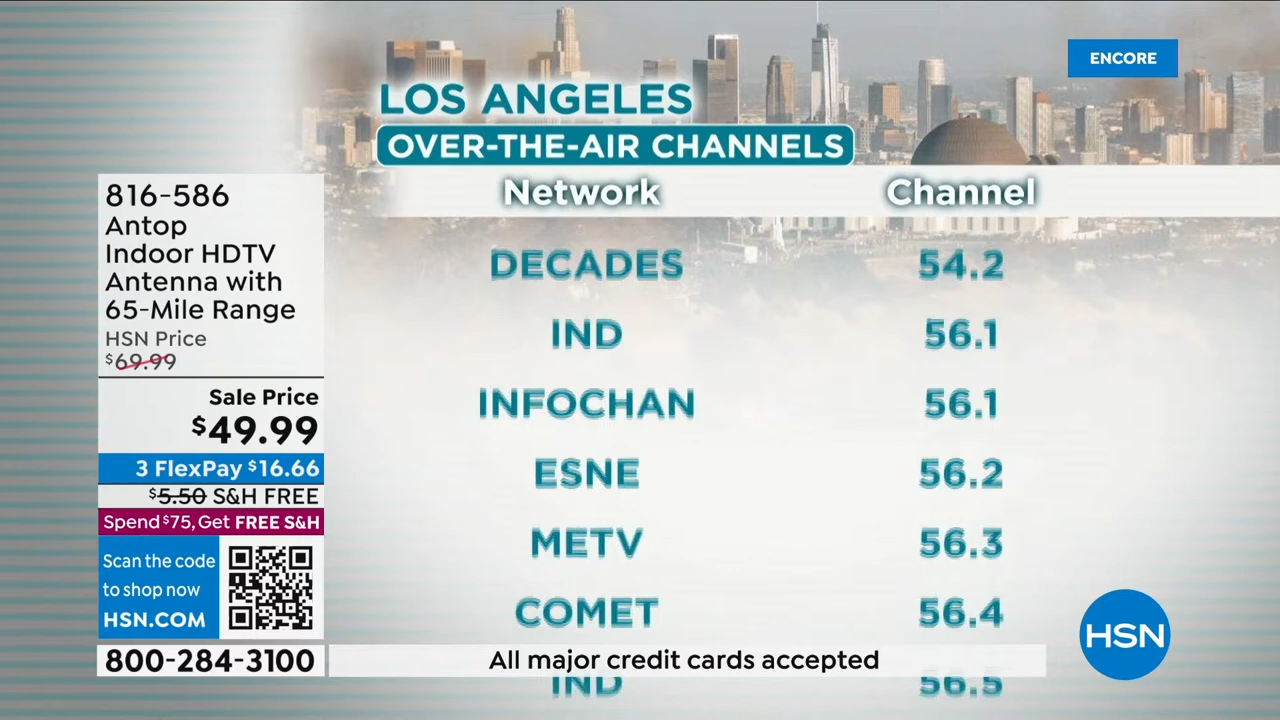 ENCORE
LOS ANGELES
OVER-THE-AIR CHANNELS
Network Channel
DECADES 54.2
IND 56.1
INFOCHAN 56.1
ESNE 56.2
METV 56.3
COMET 56.4
IND 56.5
816-586
Antop
Indoor HDTV
Antenna with
65-Mile Range
HSN Price
$69.99
Sale Price
$49.99
3 FlexPay $16.66
$5.50 S&H FREE
Spend $75, Get FREE S&H
Scan the code
to shop now
HSN.COM
800-284-3100
All major credit cards accepted
HSN